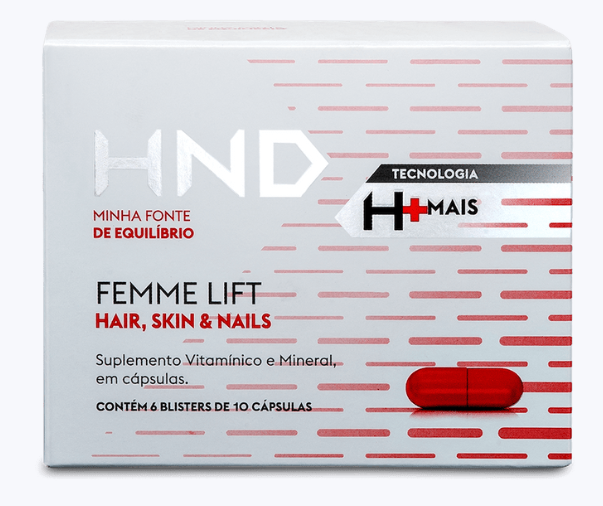 HND
MINHA FONTE
DE EQUILÍBRIO
TECNOLOGIA
H+MAIS
FEMME LIFT
HAIR, SKIN & NAILS
Suplemento Vitamínico e Mineral,
em cápsulas.
CONTÉM 6 BLISTERS DE 10 CÁPSULAS